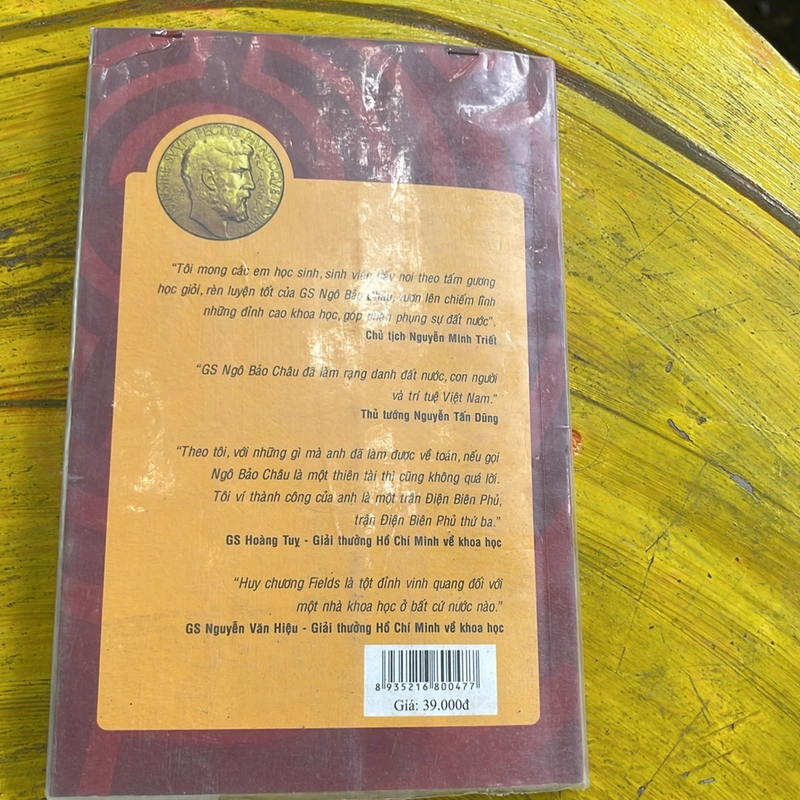 "Tôi mong các em học sinh, sinh viên hãy noi theo tấm gương
học giỏi, rèn luyện tốt của GS Ngô Bảo Châu, vươn lên chiếm lĩnh
những đỉnh cao khoa học, góp phần phụng sự đất nước".
Chủ tịch Nguyễn Minh Triết
"GS Ngô Bảo Châu đã làm rạng danh đất nước, con người
và trí tuệ Việt Nam."
Thủ tướng Nguyễn Tấn Dũng
"Theo tôi, với những gì mà anh đã làm được về toán, nếu gọi
Ngô Bảo Châu là một thiên tài thì cũng không quá lời.
Tôi ví thành công của anh là một trận Điện Biên Phủ,
trận Điện Biên Phủ thứ ba."
GS Hoàng Tuỵ - Giải thưởng Hồ Chí Minh về khoa học
"Huy chương Fields là tột đỉnh vinh quang đối với
một nhà khoa học ở bất cứ nước nào."
GS Nguyễn Văn Hiệu - Giải thưởng Hồ Chí Minh về khoa học
8 935216 800477
Giá: 39.000đ